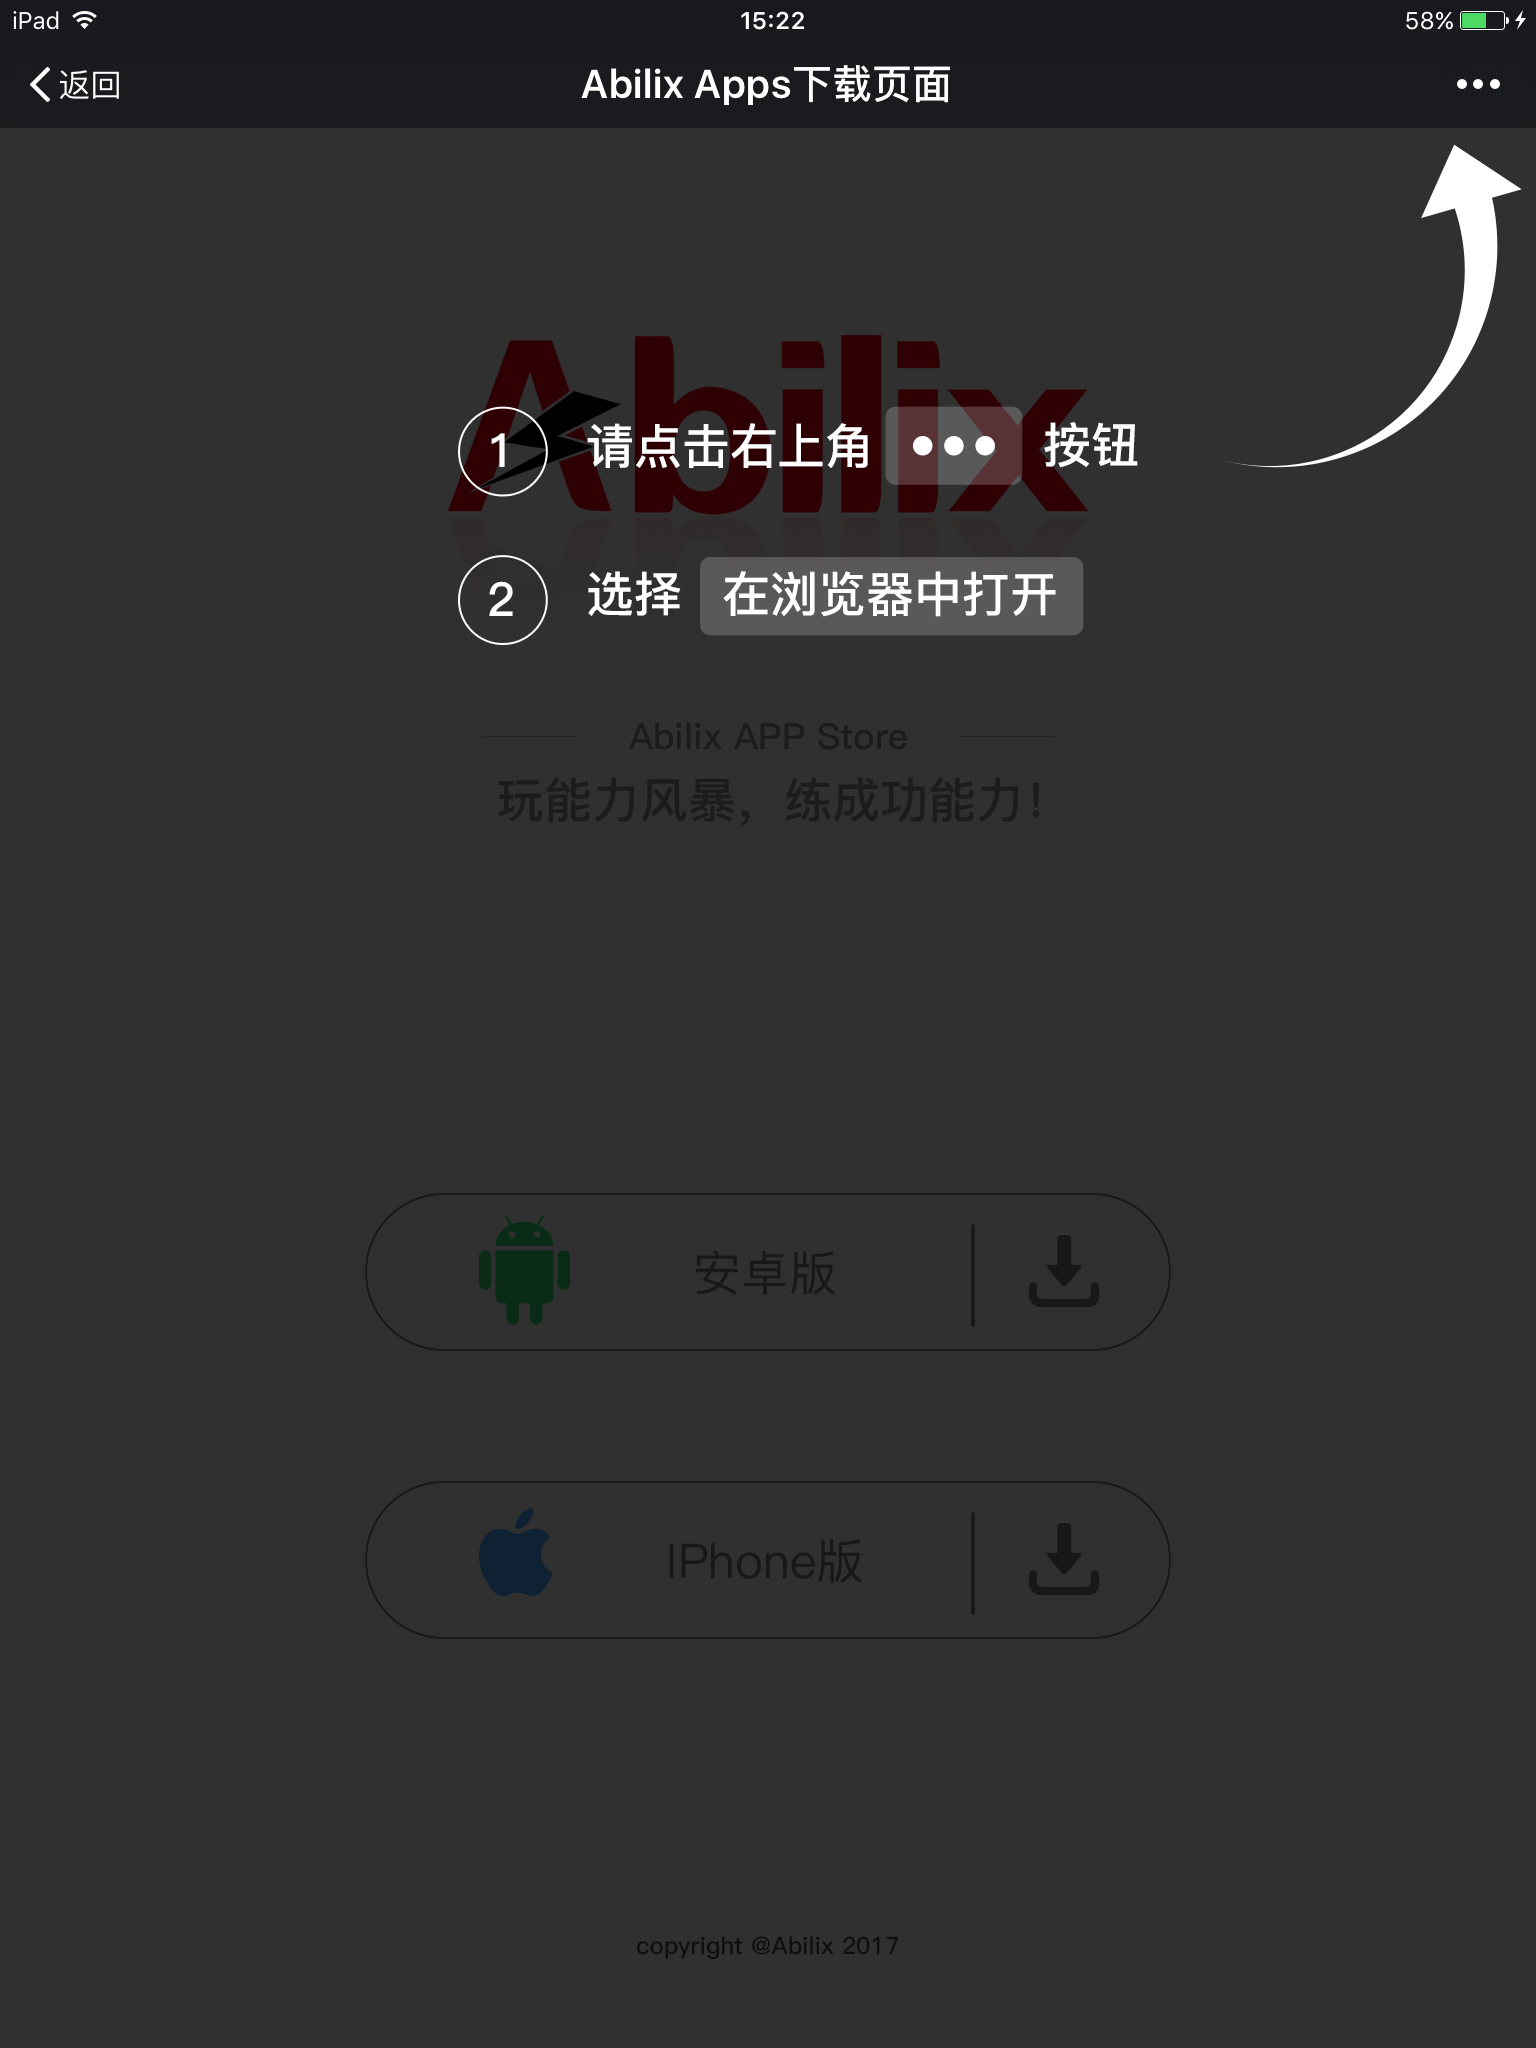 iPad 15:22 58%
返回 Abilix Apps下载页面 •••
Abilix
1 请点击右上角 ••• 按钮
2 选择 在浏览器中打开
Abilix APP Store
玩能力风暴，练成功能力！
安卓版
IPhone版
copyright @Abilix 2017